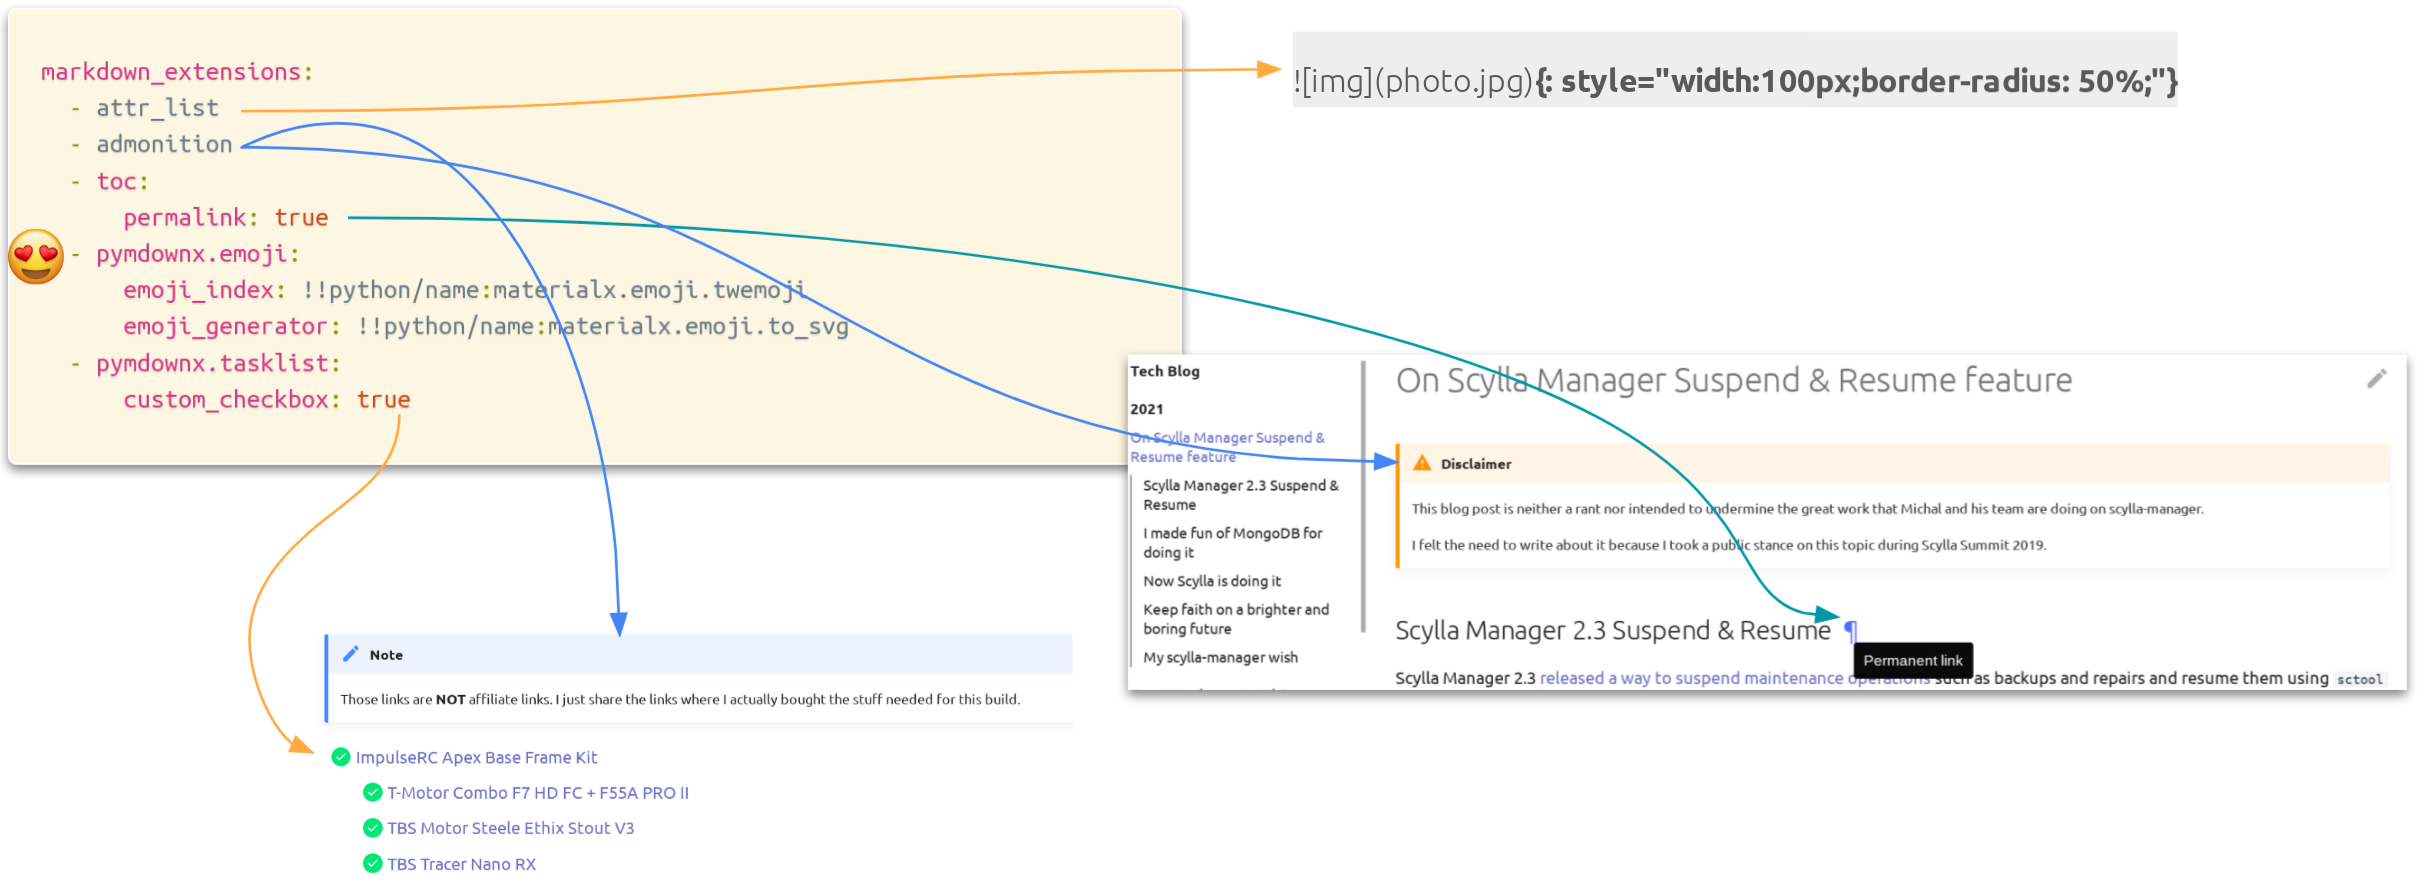 markdown_extensions:
- attr_list
- admonition
- toc:
permalink: true
- pymdownx.emoji:
emoji_index: !!python/name:materialx.emoji.twemoji
emoji_generator: !!python/name:materialx.emoji.to_svg
- pymdownx.tasklist:
custom_checkbox: true
![img](photo.jpg){: style="width:100px;border-radius: 50%;"}
Tech Blog
2021
On Scylla Manager Suspend &
Resume feature
Scylla Manager 2.3 Suspend &
Resume
I made fun of MongoDB for
doing it
Now Scylla is doing it
Keep faith on a brighter and
boring future
My scylla-manager wish
On Scylla Manager Suspend & Resume feature
Disclaimer
This blog post is neither a rant nor intended to undermine the great work that Michal and his team are doing on scylla-manager.
I felt the need to write about it because I took a public stance on this topic during Scylla Summit 2019.
Scylla Manager 2.3 Suspend & Resume ¶
Permanent link
Scylla Manager 2.3 released a way to suspend maintenance operations such as backups and repairs and resume them using sctool
Note
Those links are NOT affiliate links. I just share the links where I actually bought the stuff needed for this build.
ImpulseRC Apex Base Frame Kit
T-Motor Combo F7 HD FC + F55A PRO II
TBS Motor Steele Ethix Stout V3
TBS Tracer Nano RX